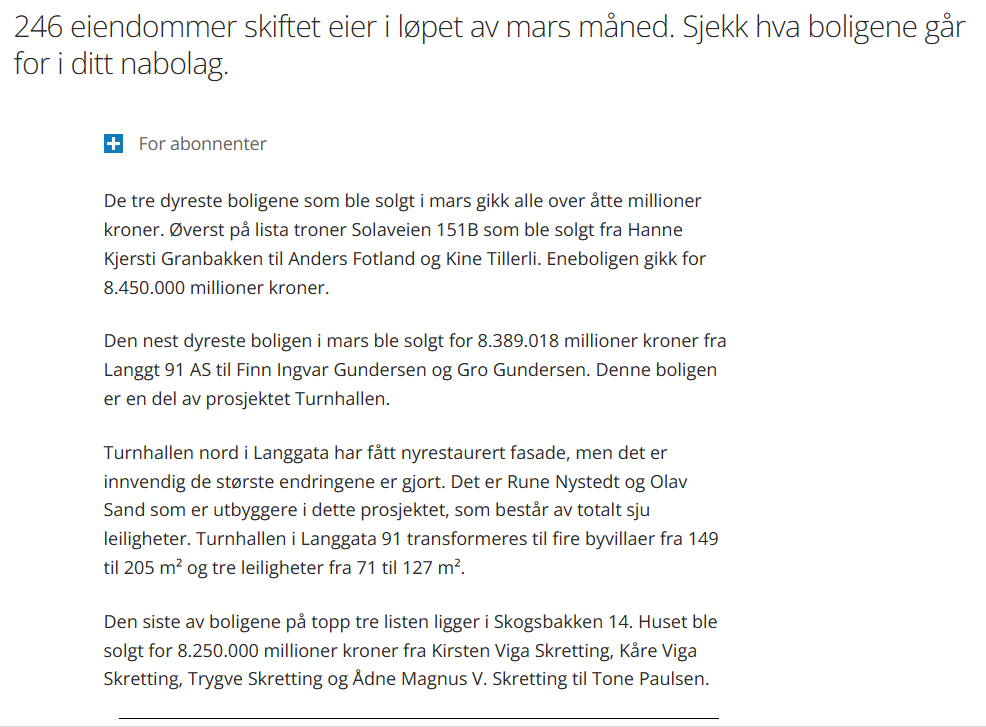 246 eiendommer skiftet eier i løpet av mars måned. Sjekk hva boligene går
for i ditt nabolag.
For abonnenter
De tre dyreste boligene som ble solgt i mars gikk alle over åtte millioner
kroner. Øverst på lista troner Solaveien 151B som ble solgt fra Hanne
Kjersti Granbakken til Anders Fotland og Kine Tillerli. Eneboligen gikk for
8.450.000 millioner kroner.
Den nest dyreste boligen i mars ble solgt for 8.389.018 millioner kroner fra
Langgt 91 AS til Finn Ingvar Gundersen og Gro Gundersen. Denne boligen
er en del av prosjektet Turnhallen.
Turnhallen nord i Langgata har fått nyrestaurert fasade, men det er
innvendig de største endringene er gjort. Det er Rune Nystedt og Olav
Sand som er utbyggere i dette prosjektet, som består av totalt sju
leiligheter. Turnhallen i Langgata 91 transformeres til fire byvillaer fra 149
til 205 m² og tre leiligheter fra 71 til 127 m².
Den siste av boligene på topp tre listen ligger i Skogsbakken 14. Huset ble
solgt for 8.250.000 millioner kroner fra Kirsten Viga Skretting, Kåre Viga
Skretting, Trygve Skretting og Ådne Magnus V. Skretting til Tone Paulsen.